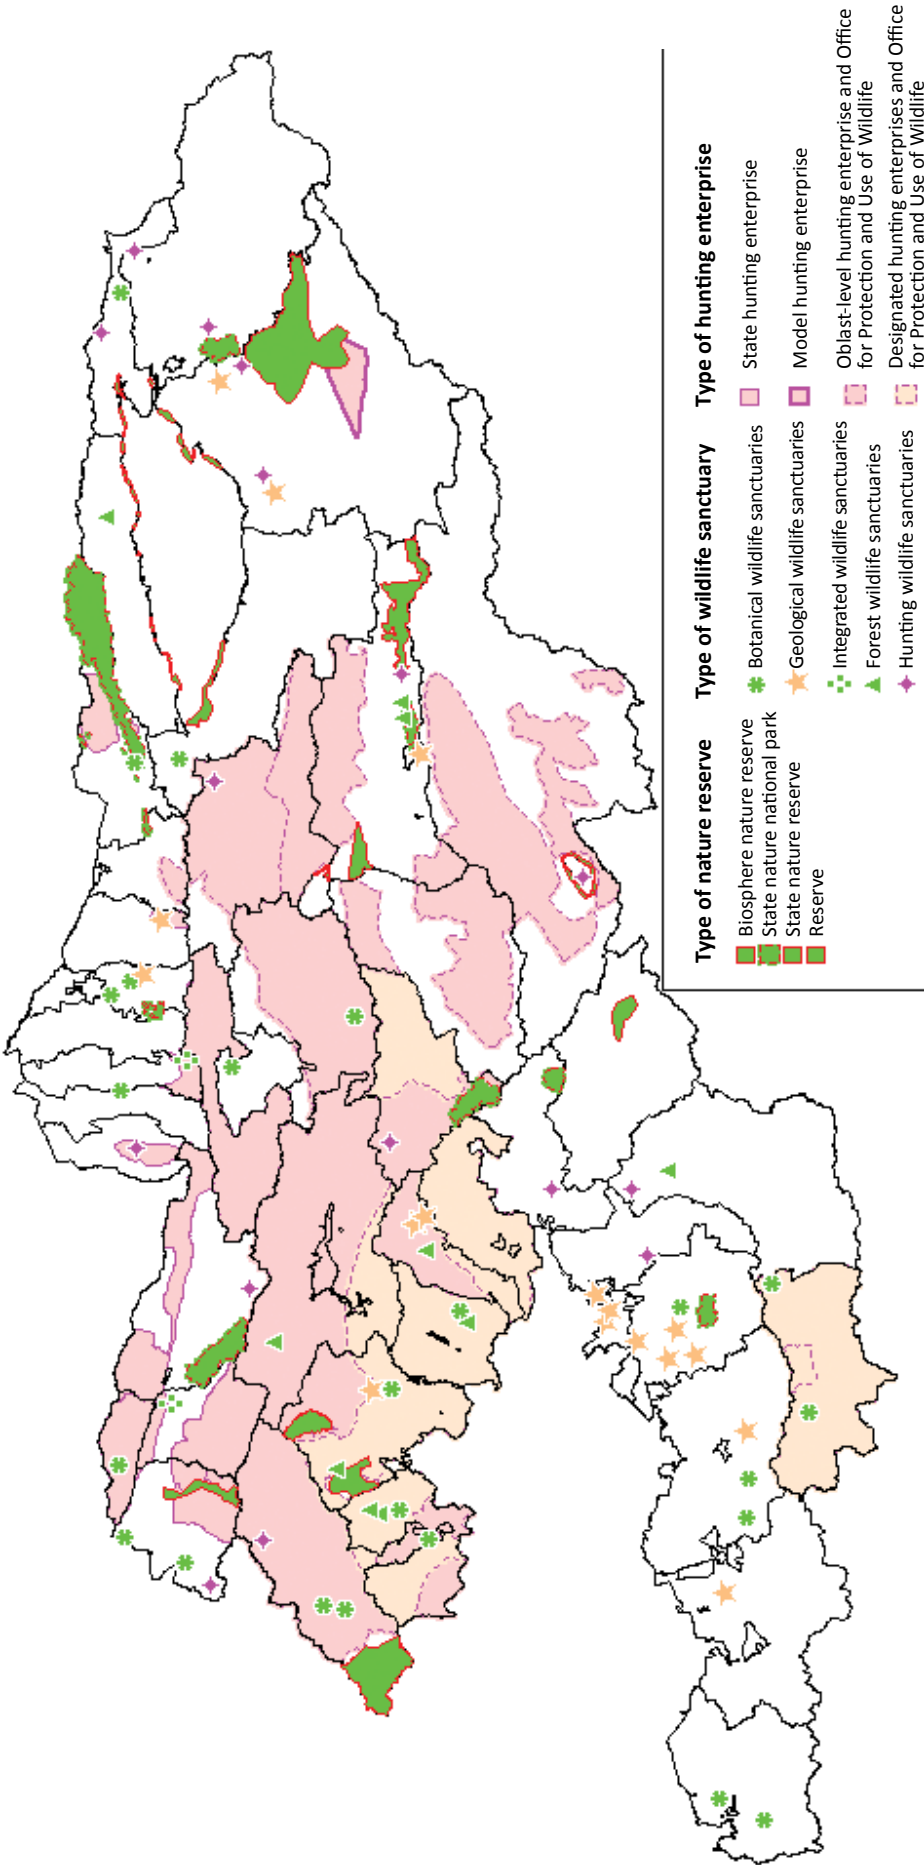 Type of nature reserve
Biosphere nature reserve
State nature national park
State nature reserve
Reserve
Type of wildlife sanctuary
Botanical wildlife sanctuaries
Geological wildlife sanctuaries
Integrated wildlife sanctuaries
Forest wildlife sanctuaries
Hunting wildlife sanctuaries
Type of hunting enterprise
State hunting enterprise
Model hunting enterprise
Oblast-level hunting enterprise and Office
for Protection and Use of Wildlife
Designated hunting enterprises and Office
for Protection and Use of Wildlife